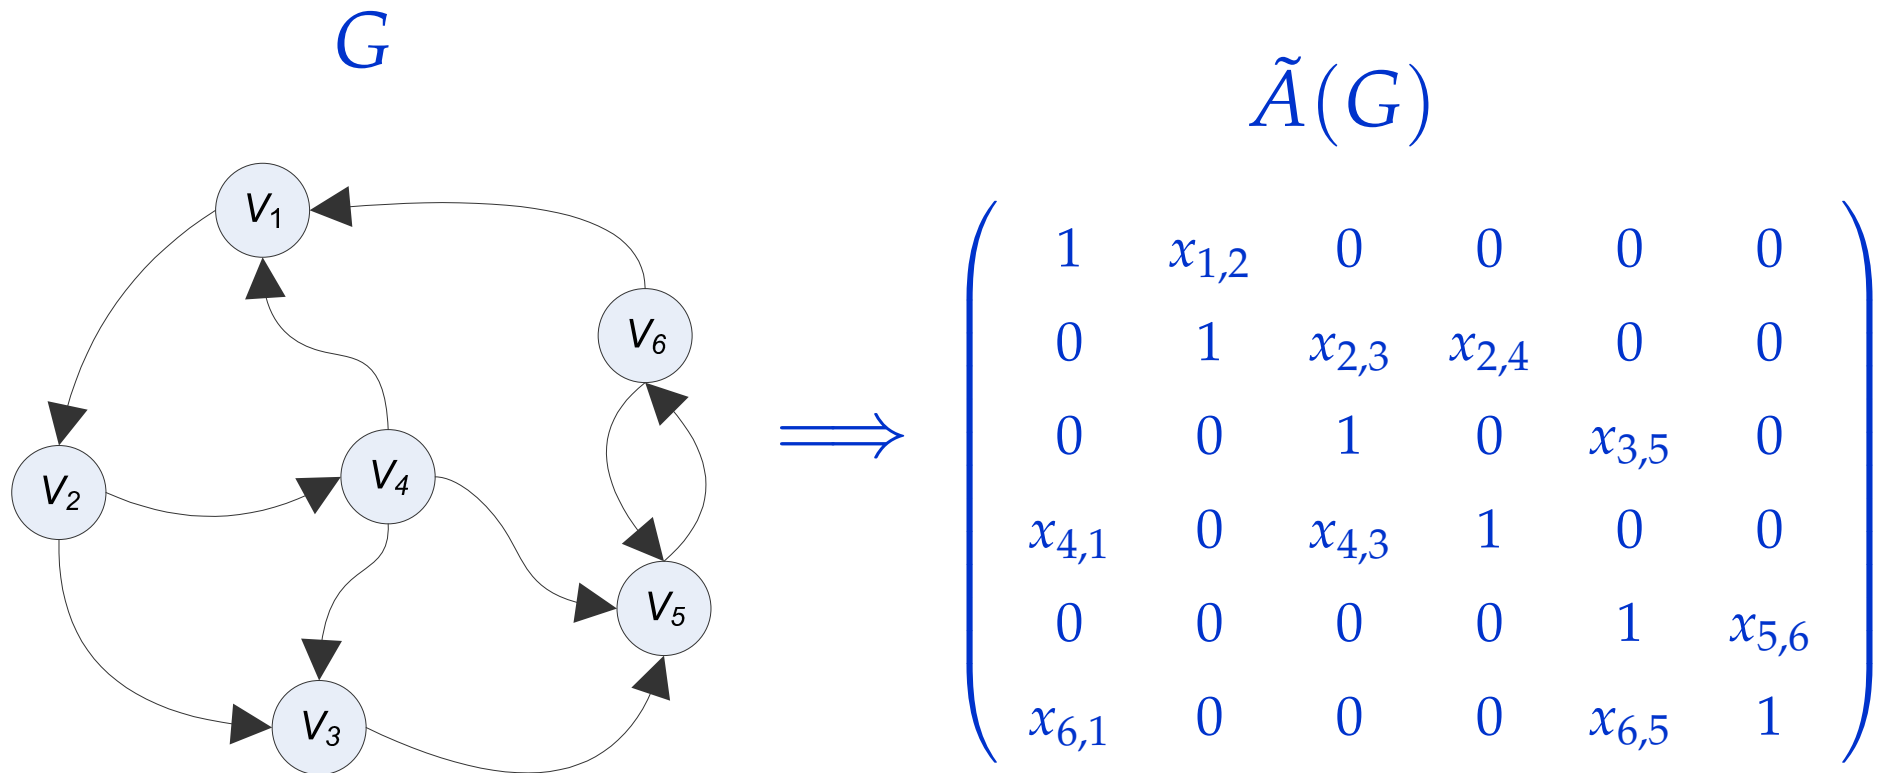 G
Ã(G)
V1
V6
V2
V4
V5
V3
⟹
1 x1,2 0 0 0 0
0 1 x2,3 x2,4 0 0
0 0 1 0 x3,5 0
x4,1 0 x4,3 1 0 0
0 0 0 0 1 x5,6
x6,1 0 0 0 x6,5 1